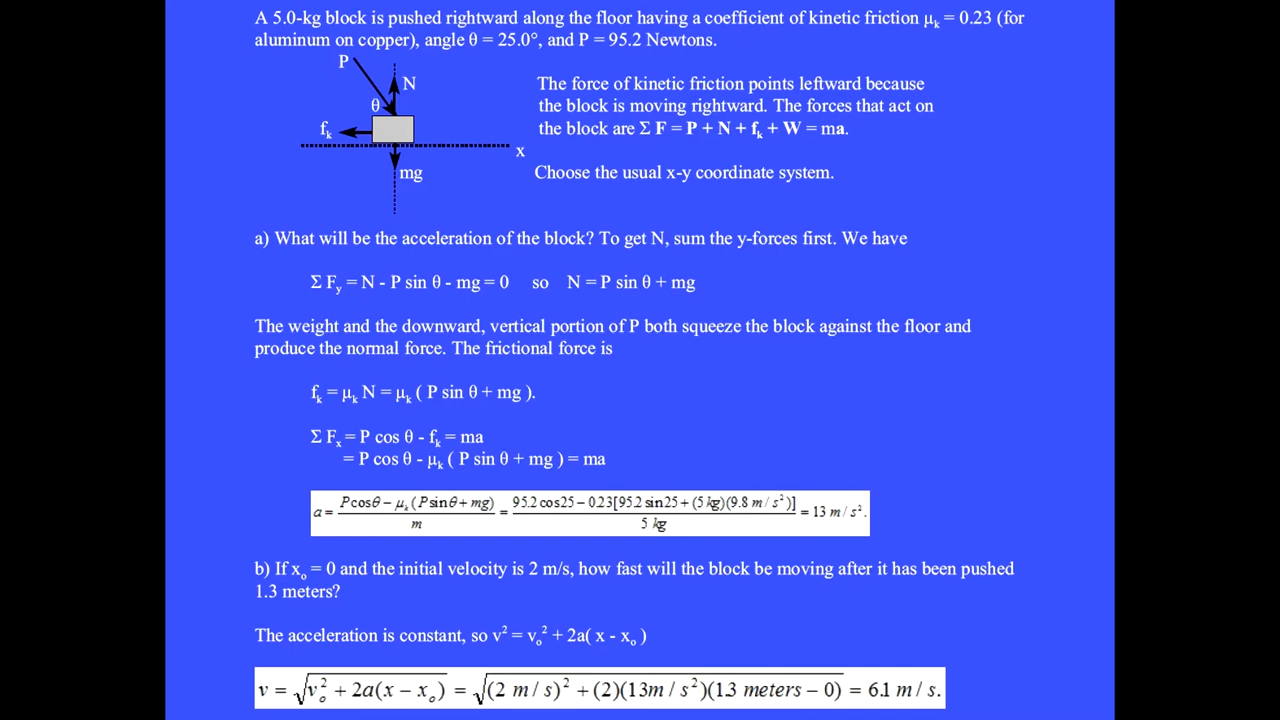 A 5.0-kg block is pushed rightward along the floor having a coefficient of kinetic friction μk = 0.23 (for
aluminum on copper), angle θ = 25.0°, and P = 95.2 Newtons.
P
N
θ
fk
x
mg
The force of kinetic friction points leftward because
the block is moving rightward. The forces that act on
the block are Σ F = P + N + fk + W = ma.
Choose the usual x-y coordinate system.
a) What will be the acceleration of the block? To get N, sum the y-forces first. We have
Σ Fy = N - P sin θ - mg = 0 so N = P sin θ + mg
The weight and the downward, vertical portion of P both squeeze the block against the floor and
produce the normal force. The frictional force is
fk = μk N = μk ( P sin θ + mg ).
Σ Fx = P cos θ - fk = ma
= P cos θ - μk ( P sin θ + mg ) = ma
a = (Pcosθ − μk(Psinθ + mg))/m = (95.2 cos25 − 0.23[95.2 sin25 + (5 kg)(9.8 m/s²)])/(5 kg) = 13 m/s².
b) If xo = 0 and the initial velocity is 2 m/s, how fast will the block be moving after it has been pushed
1.3 meters?
The acceleration is constant, so v² = vo² + 2a( x - xo )
v = √(vo² + 2a(x − xo)) = √((2 m/s)² + (2)(13m/s²)(1.3 meters − 0)) = 6.1 m/s.